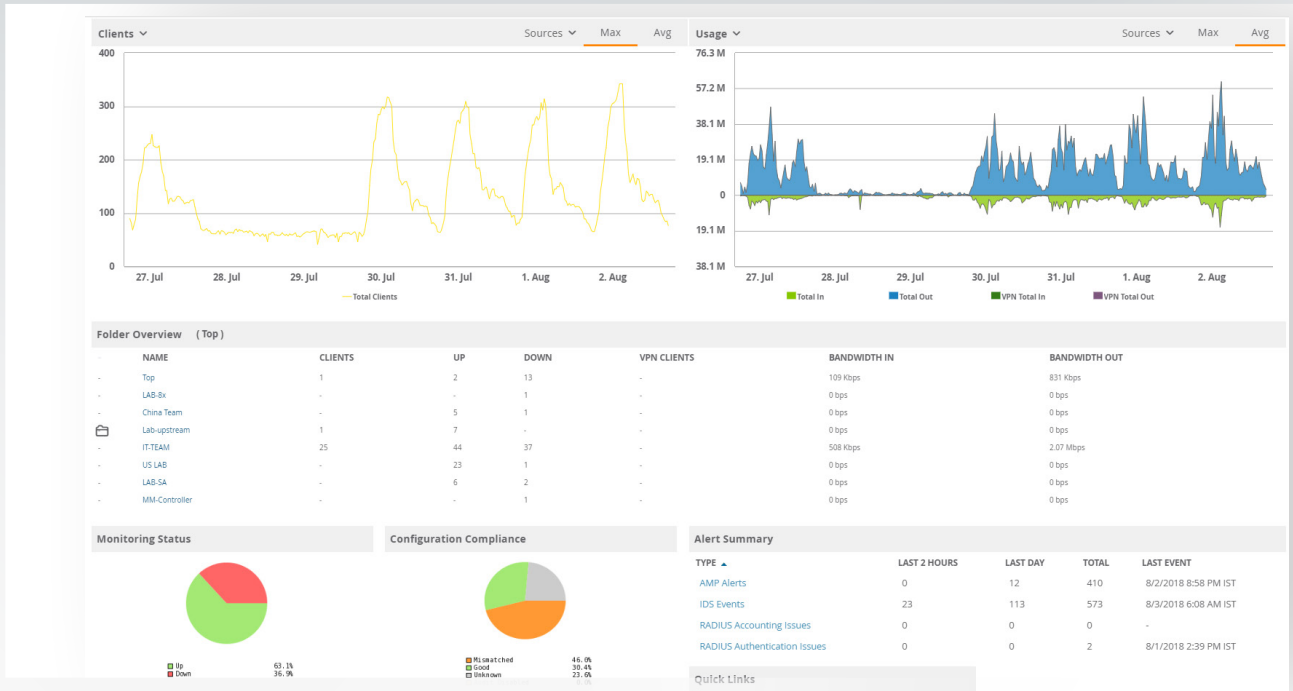 Clients Sources Max Avg
400
300
200
100
0
27. Jul 28. Jul 29. Jul 30. Jul 31. Jul 1. Aug 2. Aug
Total Clients
Usage Sources Max Avg
76.3 M
57.2 M
38.1 M
19.1 M
0
19.1 M
38.1 M
27. Jul 28. Jul 29. Jul 30. Jul 31. Jul 1. Aug 2. Aug
Total In Total Out VPN Total In VPN Total Out
Folder Overview (Top)
NAME CLIENTS UP DOWN VPN CLIENTS BANDWIDTH IN BANDWIDTH OUT
- Top 1 2 13 - 109 Kbps 831 Kbps
- LAB-8x - - 1 - 0 bps 0 bps
- China Team - 5 1 - 0 bps 0 bps
Lab-upstream 1 7 - - 0 bps 0 bps
- IT-TEAM 25 44 37 - 508 Kbps 2.07 Mbps
- US LAB - 23 1 - 0 bps 0 bps
- LAB-SA - 6 2 - 0 bps 0 bps
- MM-Controller - - 1 - 0 bps 0 bps
Monitoring Status
Up 63.1%
Down 36.9%
Configuration Compliance
Mismatched 46.0%
Good 30.4%
Unknown 23.6%
Alert Summary
TYPE LAST 2 HOURS LAST DAY TOTAL LAST EVENT
AMP Alerts 0 12 410 8/2/2018 8:58 PM IST
IDS Events 23 113 573 8/3/2018 6:08 AM IST
RADIUS Accounting Issues 0 0 0 -
RADIUS Authentication Issues 0 0 2 8/1/2018 2:39 PM IST
Quick Links